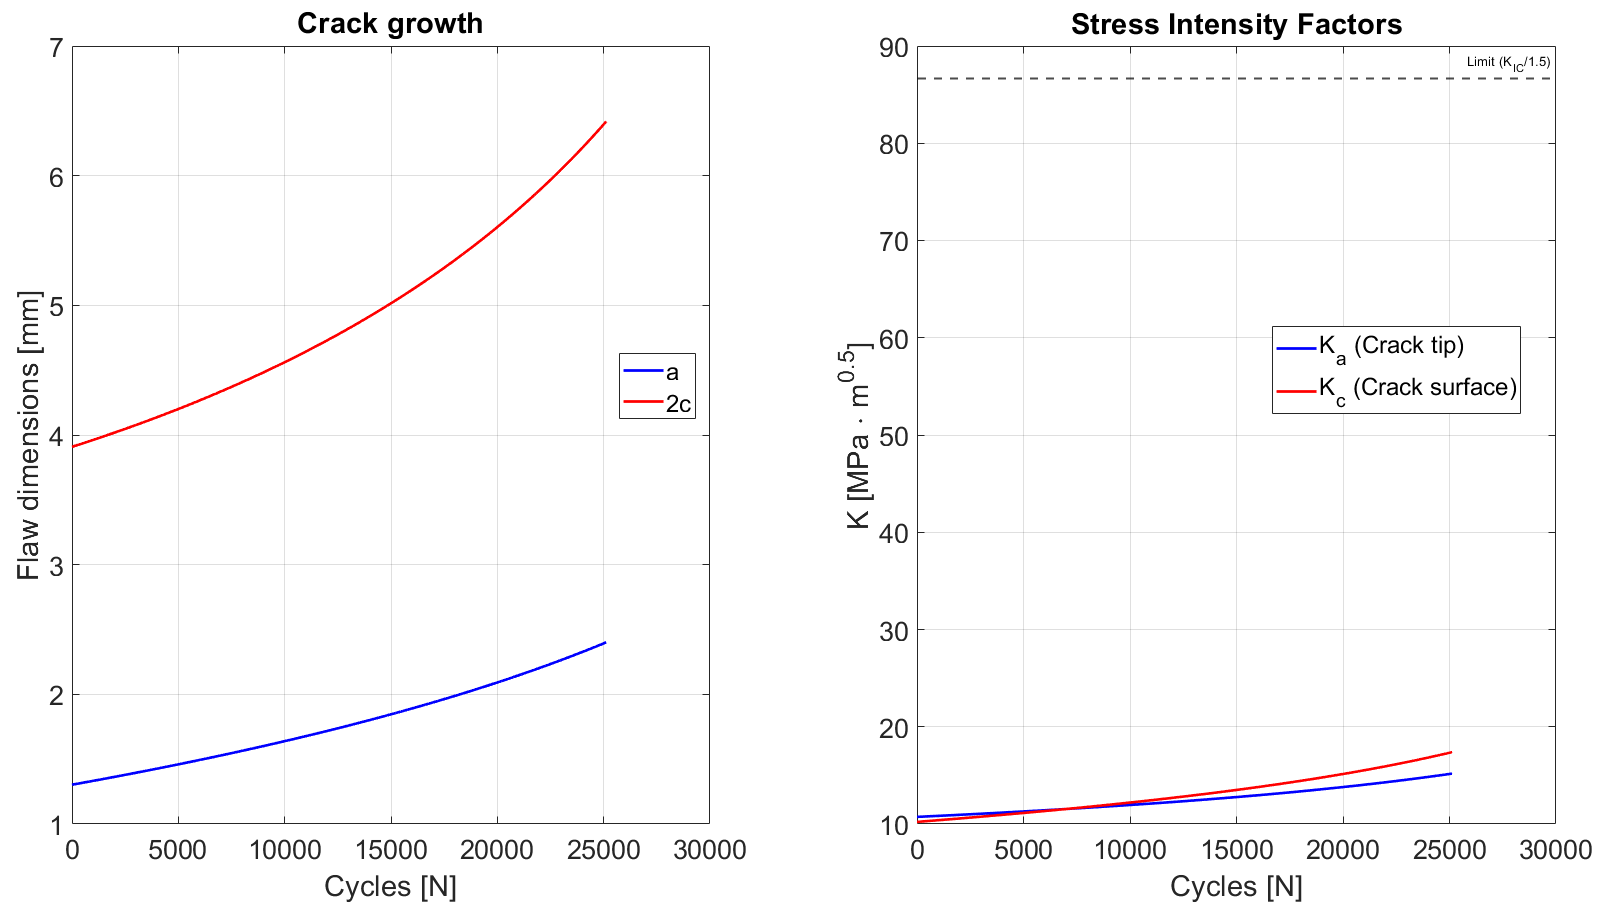 Crack growth
7
6
5
4
3
2
1
0
5000
10000
15000
20000
25000
30000
Flaw dimensions [mm]
Cycles [N]
a
2c
Stress Intensity Factors
90
80
70
60
50
40
30
20
10
0
5000
10000
15000
20000
25000
30000
K [MPa · m^0.5]
Cycles [N]
Limit (K_IC/1.5)
K_a (Crack tip)
K_c (Crack surface)